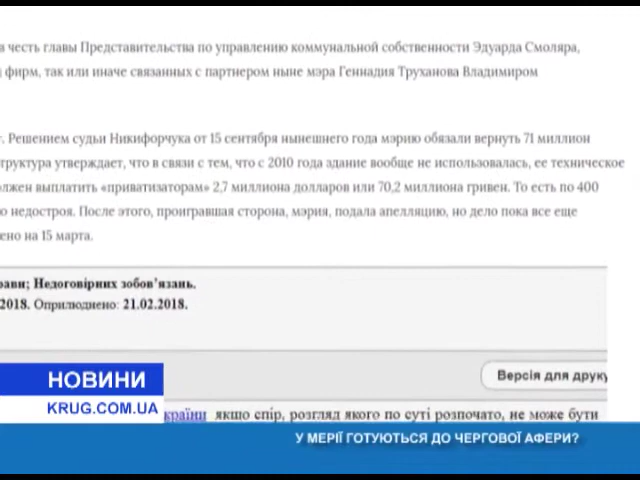 в честь главы Представительства по управлению коммунальной собственности Эдуарда Смоляра,
фирм, так или иначе связанных с партнером ныне мэра Геннадия Труханова Владимиром
г. Решением судьи Никифорчука от 15 сентября нынешнего года мэрию обязали вернуть 71 миллион
труктура утверждает, что в связи с тем, что с 2010 года здание вообще не использовалась, ее техническое
лжен выплатить «приватизаторам» 2,7 миллиона долларов или 70,2 миллиона гривен. То есть по 400
о недостроя. После этого, проигравшая сторона, мэрия, подала апелляцию, но дело пока все еще
ено на 15 марта.
рави; Недоговірних зобов'язань.
.2018. Оприлюднено: 21.02.2018.
Версія для друку
країни якщо спір, розгляд якого по суті розпочато, не може бути
НОВИНИ
KRUG.COM.UA
У МЕРІЇ ГОТУЮТЬСЯ ДО ЧЕРГОВОЇ АФЕРИ?